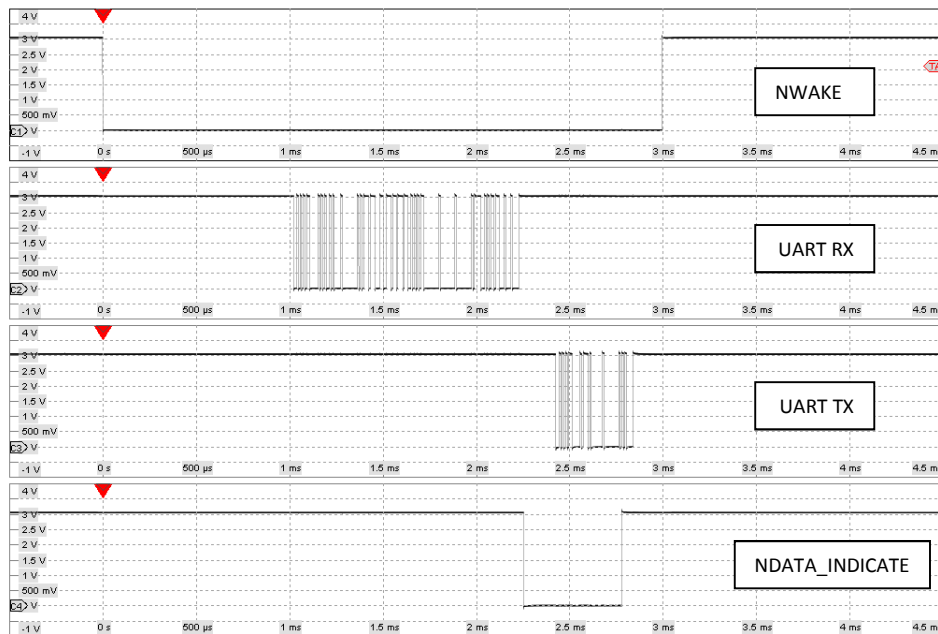 4 V
3 V
2.5 V
2 V
1.5 V
1 V
500 mV
C1 V
-1 V
TA
NWAKE
0 s 500 µs 1 ms 1.5 ms 2 ms 2.5 ms 3 ms 3.5 ms 4 ms 4.5 ms
4 V
3 V
2.5 V
2 V
1.5 V
1 V
500 mV
C2 V
-1 V
UART RX
0 s 500 µs 1 ms 1.5 ms 2 ms 2.5 ms 3 ms 3.5 ms 4 ms 4.5 m
4 V
3 V
2.5 V
2 V
1.5 V
1 V
500 mV
C3 V
-1 V
UART TX
0 s 500 µs 1 ms 1.5 ms 2 ms 2.5 ms 3 ms 3.5 ms 4 ms 4.5 m
4 V
3 V
2.5 V
2 V
1.5 V
1 V
500 mV
C4 V
-1 V
NDATA_INDICATE
0 s 500 µs 1 ms 1.5 ms 2 ms 2.5 ms 3 ms 3.5 ms 4 ms 4.5 m